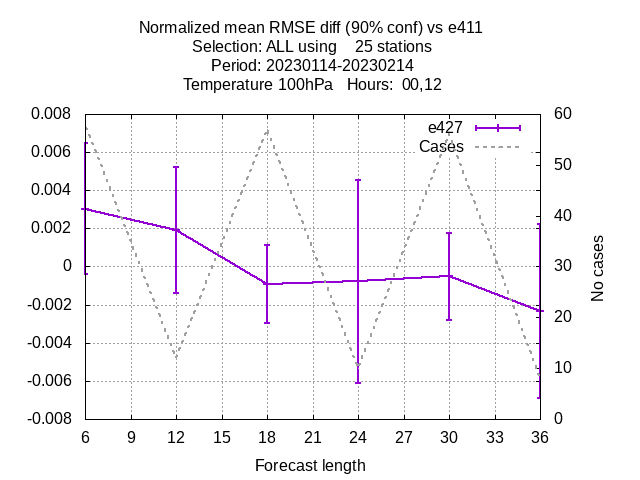 Normalized mean RMSE diff (90% conf) vs e411
Selection: ALL using    25 stations
Period: 20230114-20230214
Temperature 100hPa   Hours:  00,12
0.008
0.006
0.004
0.002
0
-0.002
-0.004
-0.006
-0.008
60
50
40
30
20
10
0
No cases
e427
Cases
6 9 12 15 18 21 24 27 30 33 36
Forecast length